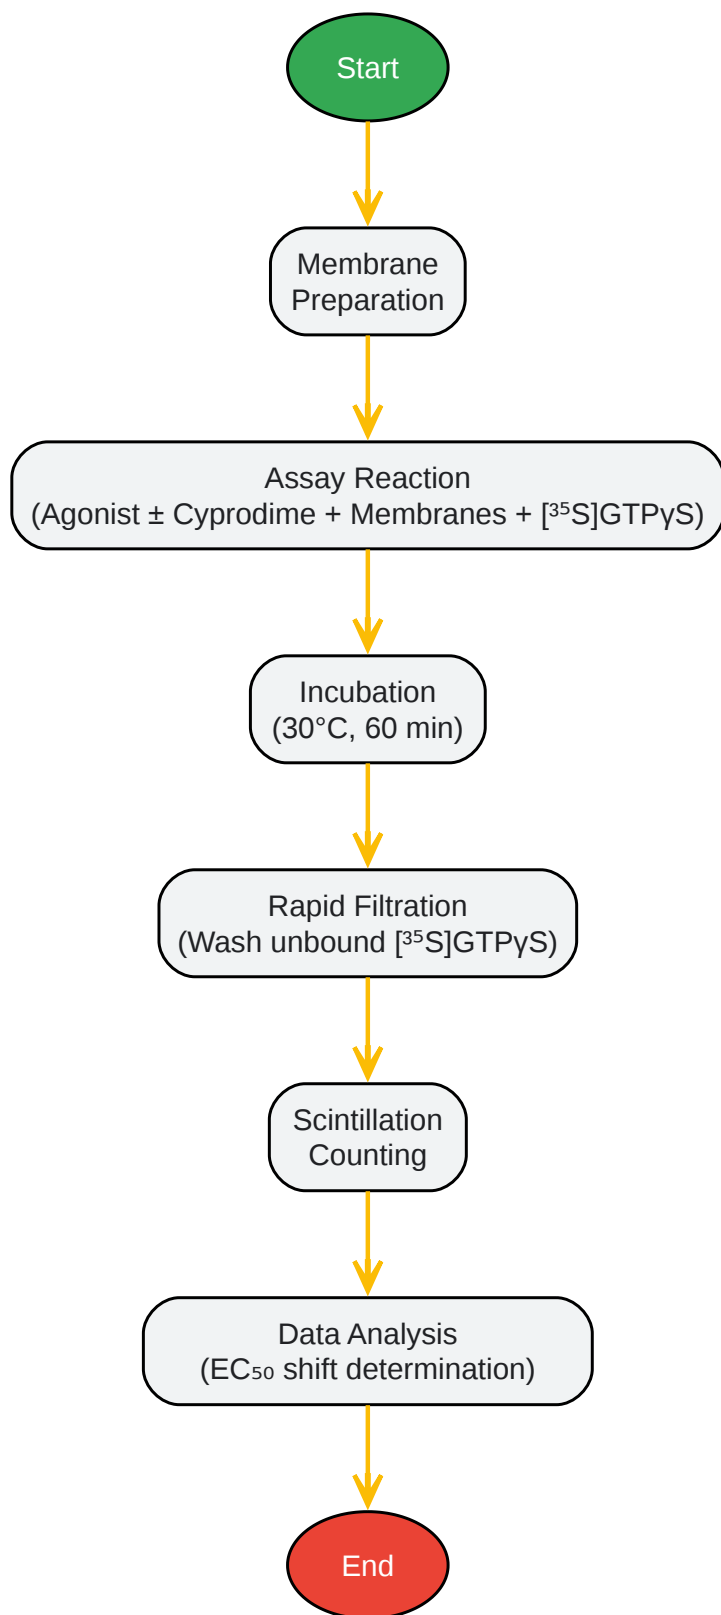 Start
Membrane
Preparation
Assay Reaction
(Agonist ± Cyprodime + Membranes + [³⁵S]GTPγS)
Incubation
(30°C, 60 min)
Rapid Filtration
(Wash unbound [³⁵S]GTPγS)
Scintillation
Counting
Data Analysis
(EC₅₀ shift determination)
End